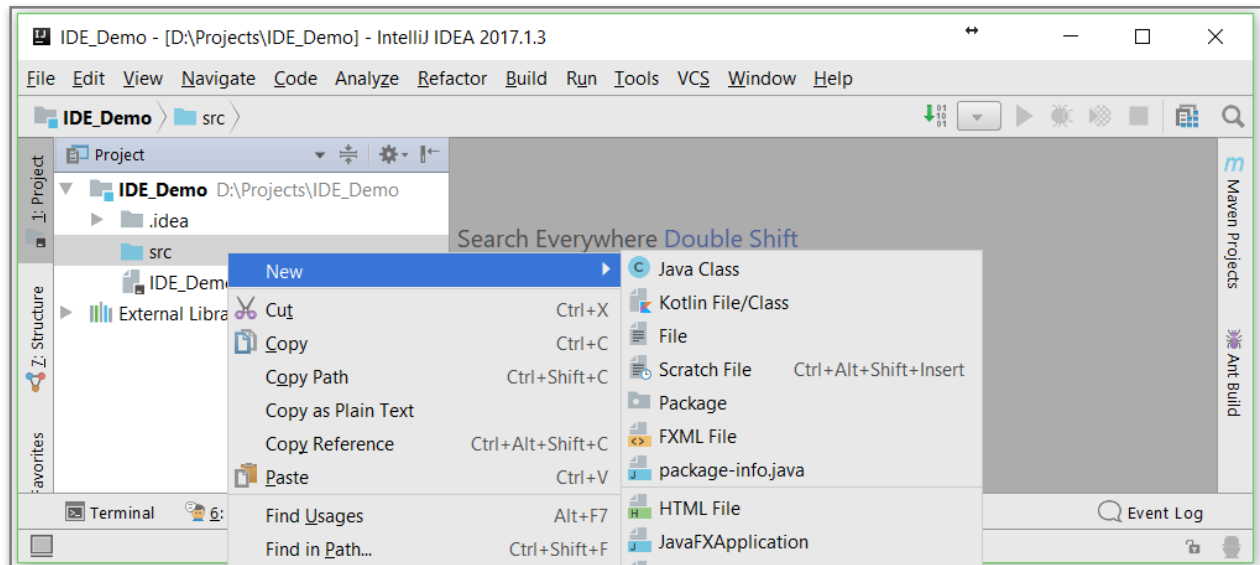 IDE_Demo - [D:\Projects\IDE_Demo] - IntelliJ IDEA 2017.1.3
File Edit View Navigate Code Analyze Refactor Build Run Tools VCS Window Help
IDE_Demo src
Project
1: Project
IDE_Demo D:\Projects\IDE_Demo
.idea
src
Search Everywhere Double Shift
External
New
Cut Ctrl+X
Copy Ctrl+C
Copy Path Ctrl+Shift+C
Copy as Plain Text
Copy Reference Ctrl+Alt+Shift+C
Paste Ctrl+V
Find Usages Alt+F7
Find in Path... Ctrl+Shift+F
Java Class
Kotlin File/Class
File
Scratch File Ctrl+Alt+Shift+Insert
Package
FXML File
package-info.java
HTML File
JavaFXApplication
Z: Structure
Maven Projects
Ant Build
Terminal
6:
Event Log